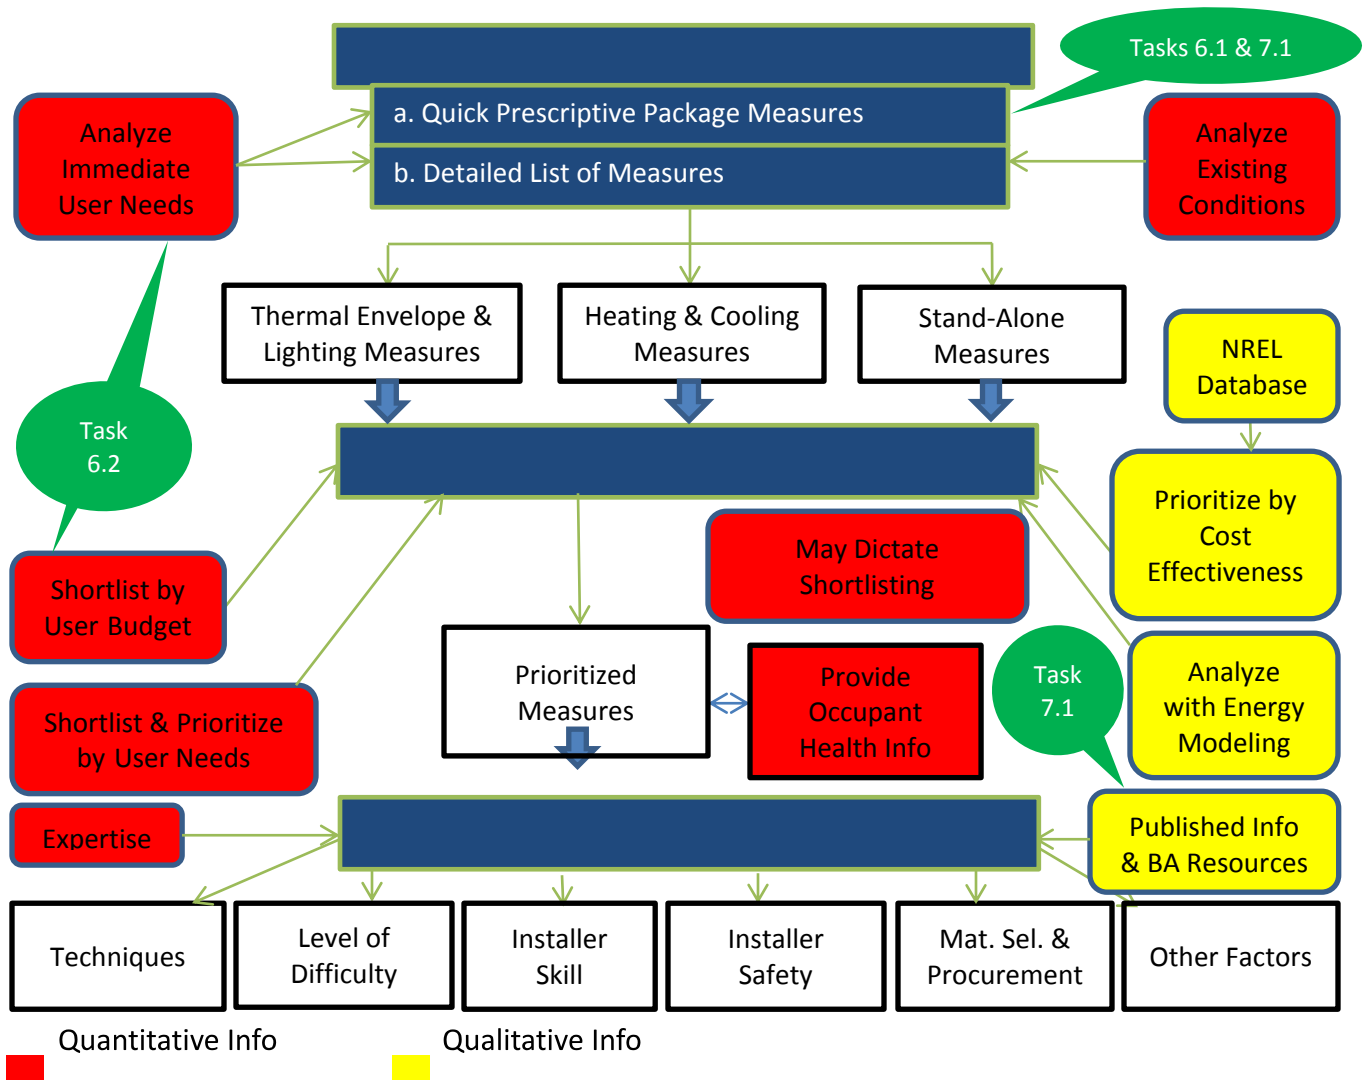 Tasks 6.1 & 7.1
a. Quick Prescriptive Package Measures
b. Detailed List of Measures
Analyze
Immediate
User Needs
Analyze
Existing
Conditions
Thermal Envelope &
Lighting Measures
Heating & Cooling
Measures
Stand-Alone
Measures
NREL
Database
Task
6.2
Prioritize by
Cost
Effectiveness
May Dictate
Shortlisting
Shortlist by
User Budget
Prioritized
Measures
Provide
Occupant
Health Info
Task
7.1
Analyze
with Energy
Modeling
Shortlist & Prioritize
by User Needs
Expertise
Published Info
& BA Resources
Techniques
Level of
Difficulty
Installer
Skill
Installer
Safety
Mat. Sel. &
Procurement
Other Factors
Quantitative Info
Qualitative Info